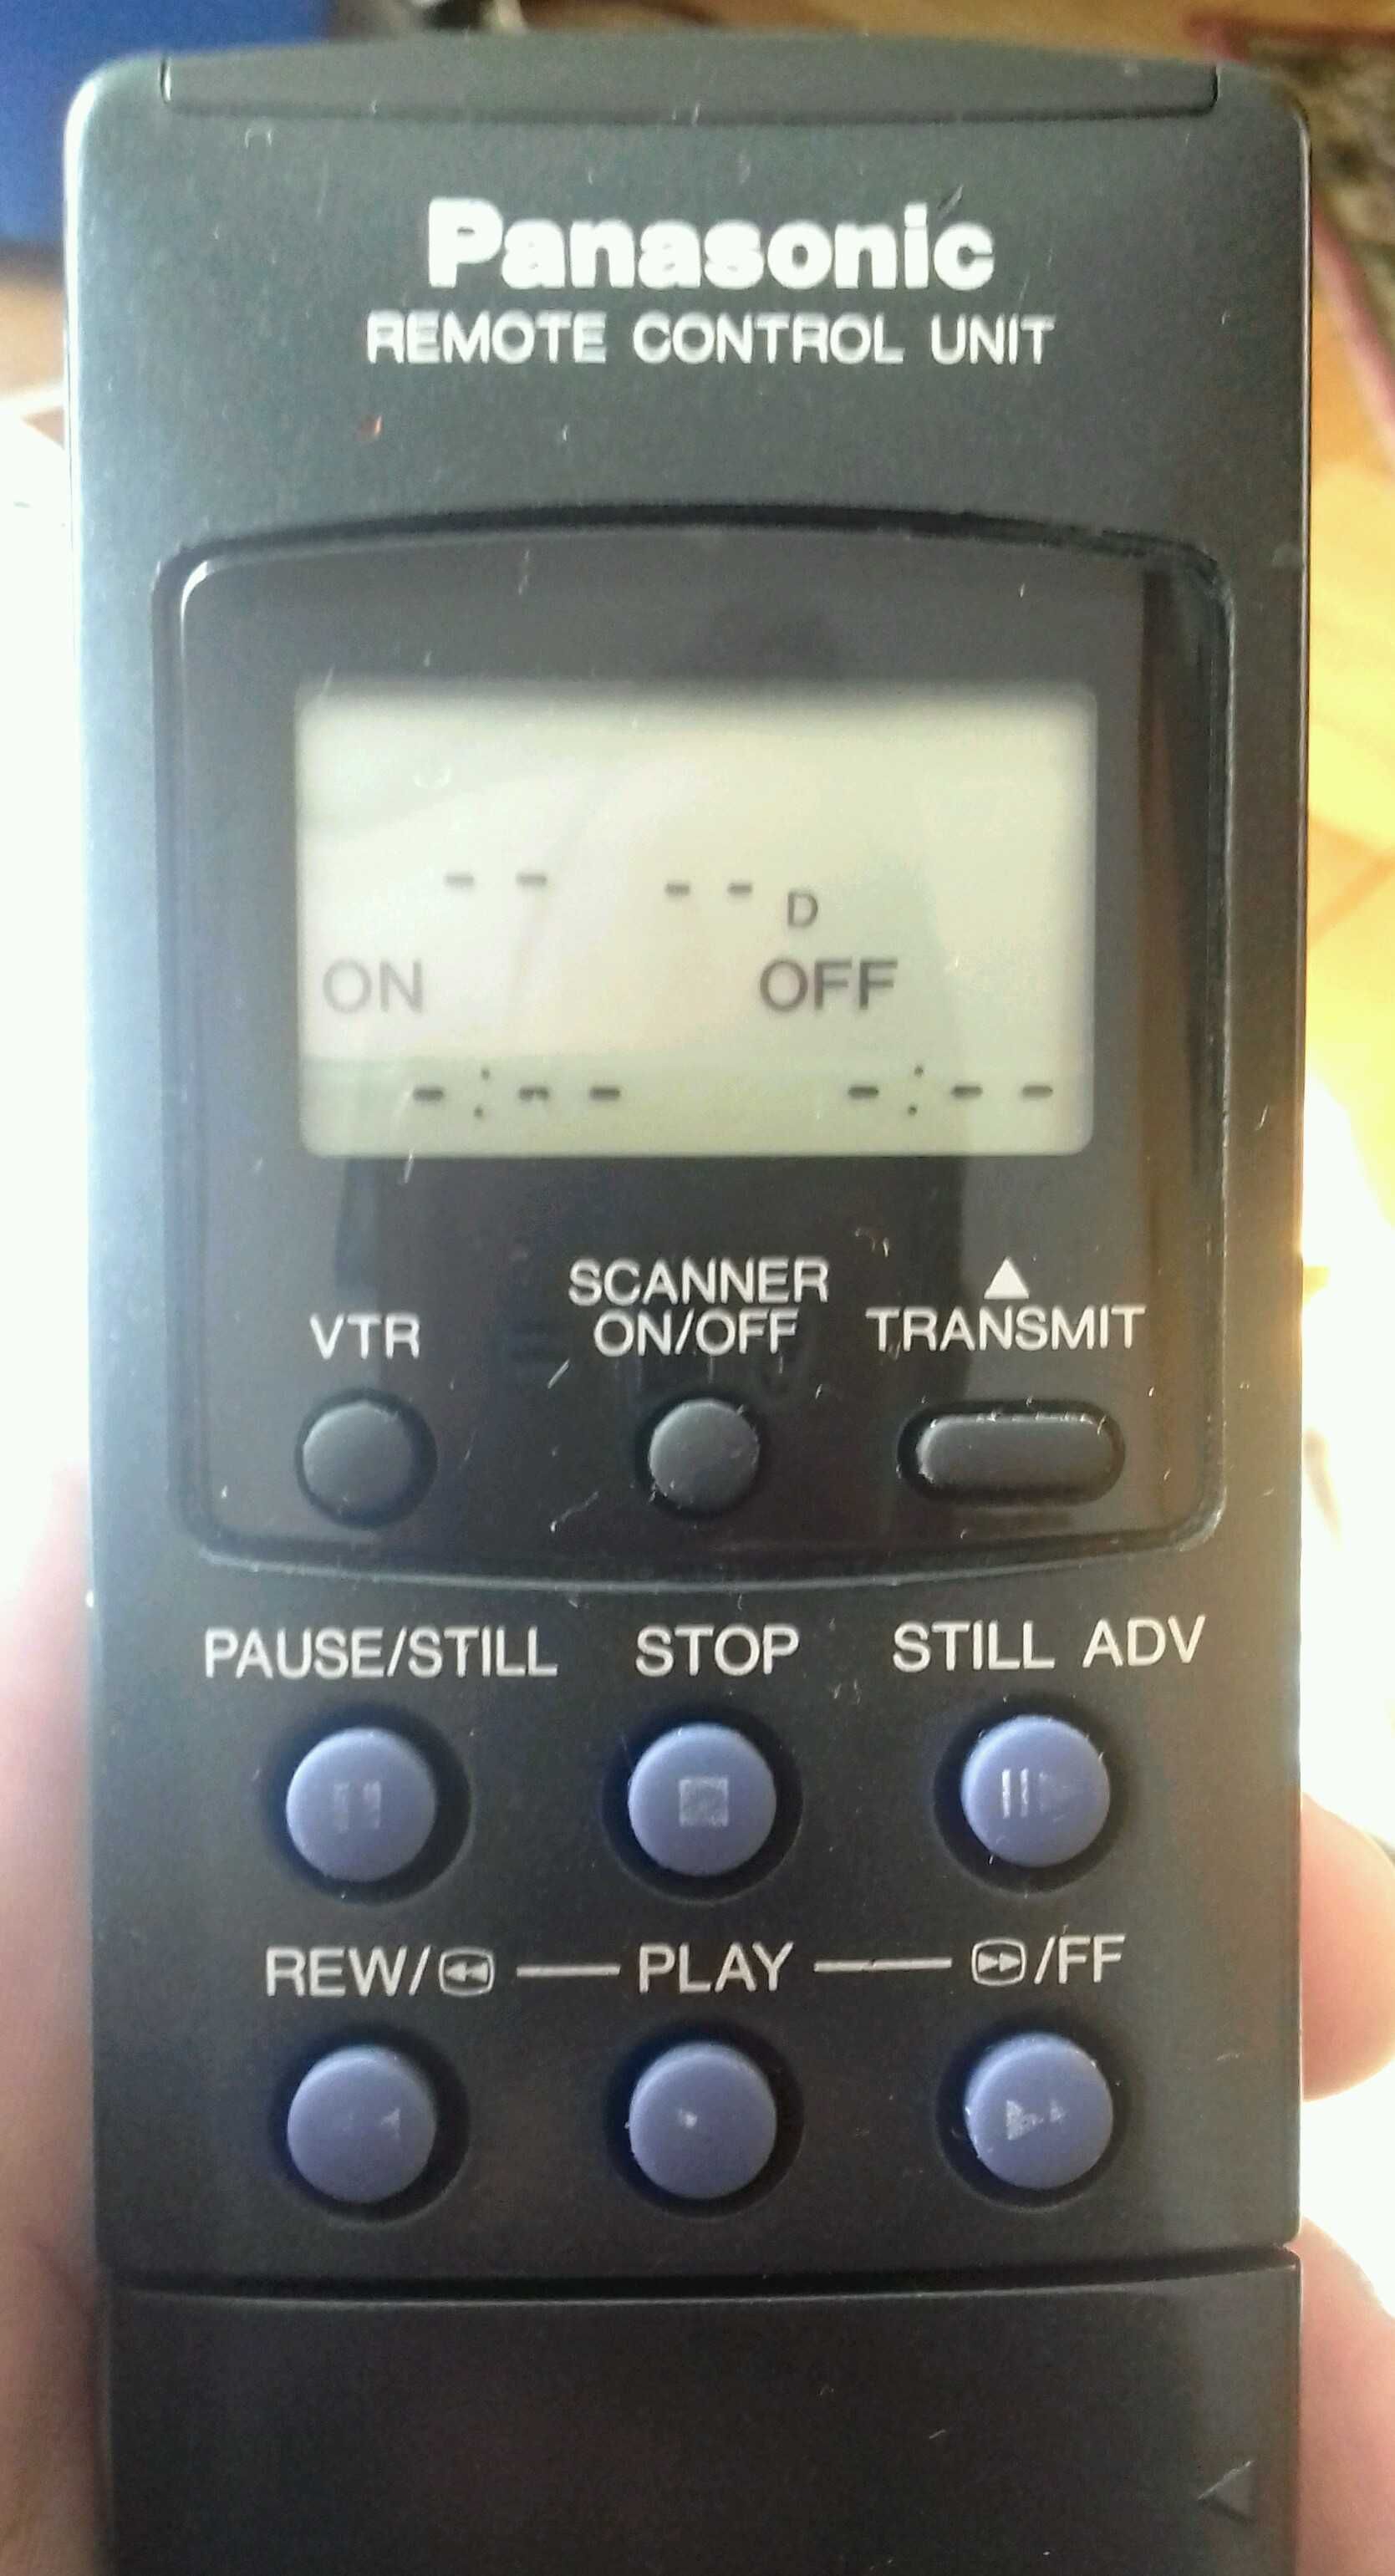 Panasonic
REMOTE CONTROL UNIT
-- --D
ON OFF
-:-- -:--
VTR SCANNER ON/OFF TRANSMIT
PAUSE/STILL STOP STILL ADV
REW/ PLAY /FF